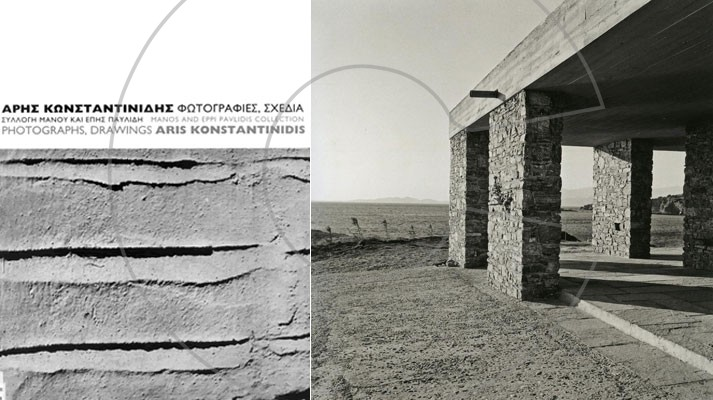 ΑΡΗΣ ΚΩΝΣΤΑΝΤΙΝΙΔΗΣ ΦΩΤΟΓΡΑΦΙΕΣ, ΣΧΕΔΙΑ
ΣΥΛΛΟΓΗ ΜΑΝΟΥ ΚΑΙ ΕΠΗΣ ΠΑΥΛΙΔΗ MANOS AND EPPI PAVLIDIS COLLECTION
PHOTOGRAPHS, DRAWINGS ARIS KONSTANTINIDIS